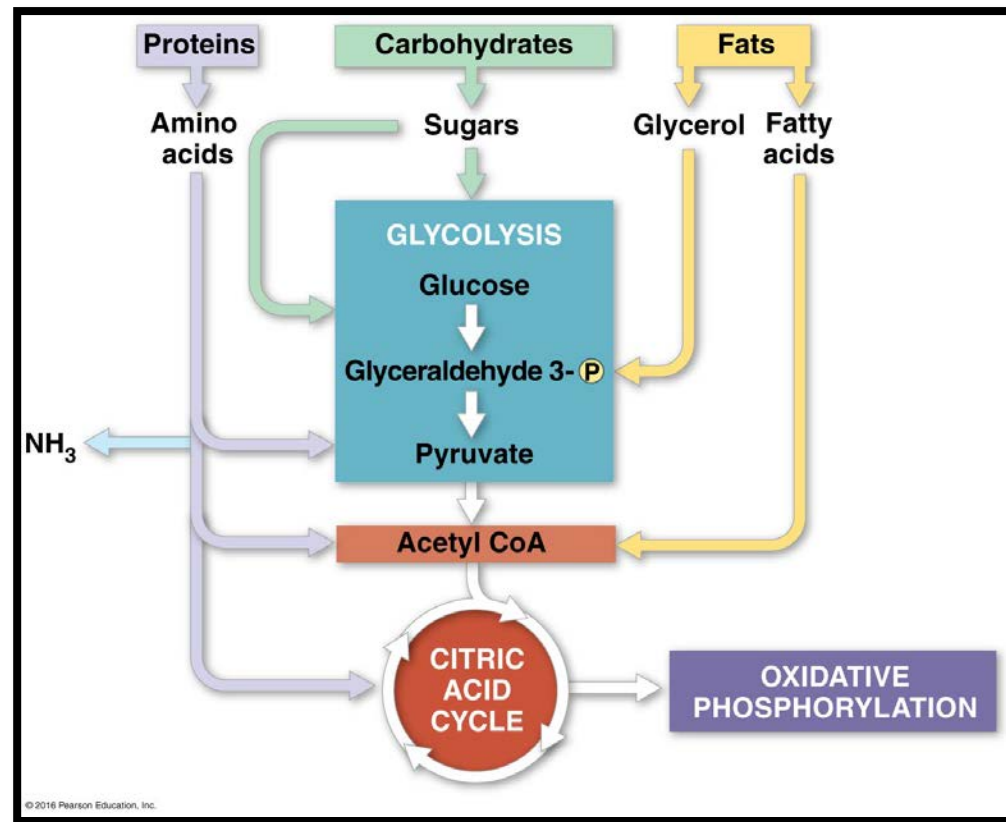 Proteins
Carbohydrates
Fats
Amino
acids
Sugars
Glycerol
Fatty
acids
GLYCOLYSIS
Glucose
Glyceraldehyde 3- P
NH3
Pyruvate
Acetyl CoA
CITRIC
ACID
CYCLE
OXIDATIVE
PHOSPHORYLATION
© 2016 Pearson Education, Inc.